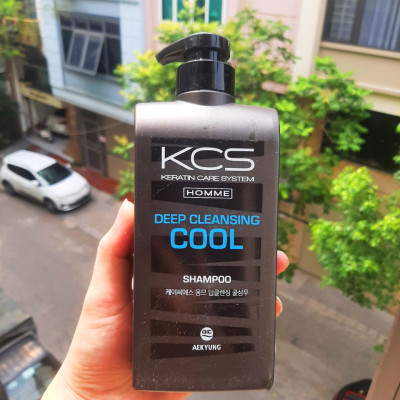 KCS
KERATIN CARE SYSTEM
HOMME
DEEP CLEANSING
COOL
SHAMPOO
케이씨에스 옴므 딥클렌징 쿨샴푸
AEKYUNG